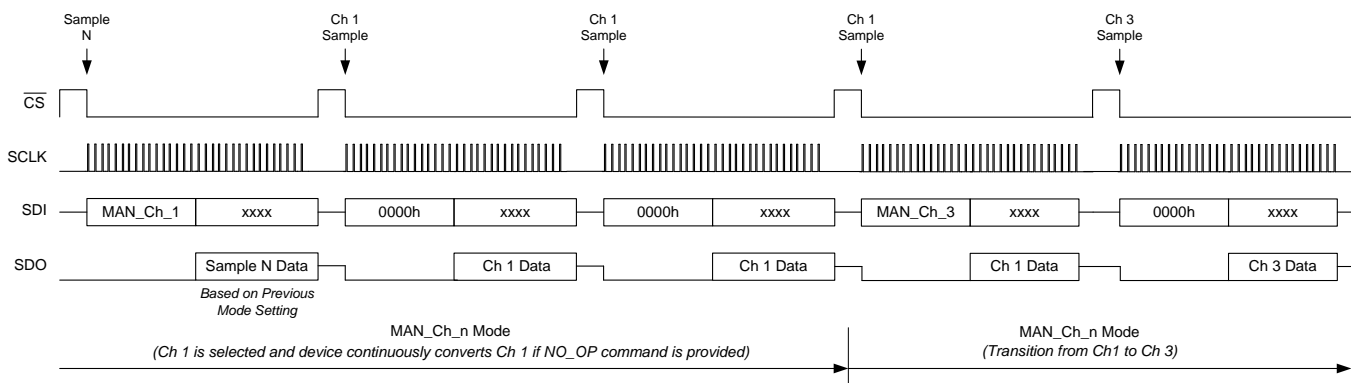 Sample
N
Ch 1
Sample
Ch 1
Sample
Ch 1
Sample
Ch 3
Sample
CS
SCLK
SDI
MAN_Ch_1
xxxx
0000h
xxxx
0000h
xxxx
MAN_Ch_3
xxxx
0000h
xxxx
SDO
Sample N Data
Ch 1 Data
Ch 1 Data
Ch 1 Data
Ch 3 Data
Based on Previous
Mode Setting
MAN_Ch_n Mode
(Ch 1 is selected and device continuously converts Ch 1 if NO_OP command is provided)
MAN_Ch_n Mode
(Transition from Ch1 to Ch 3)